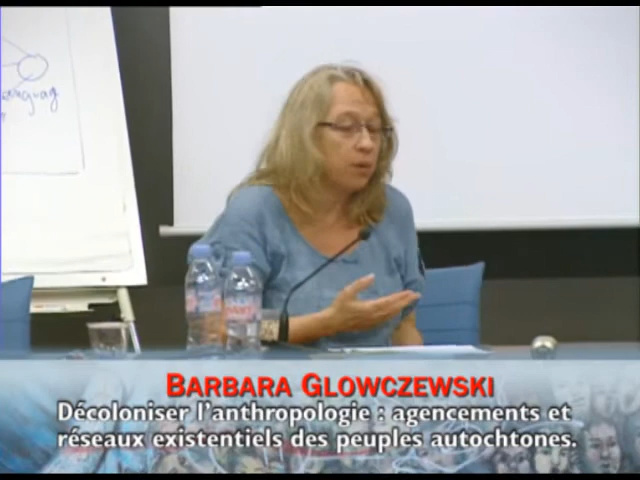 BARBARA GLOWCZEWSKI
Décoloniser l'anthropologie : agencements et
réseaux existentiels des peuples autochtones.